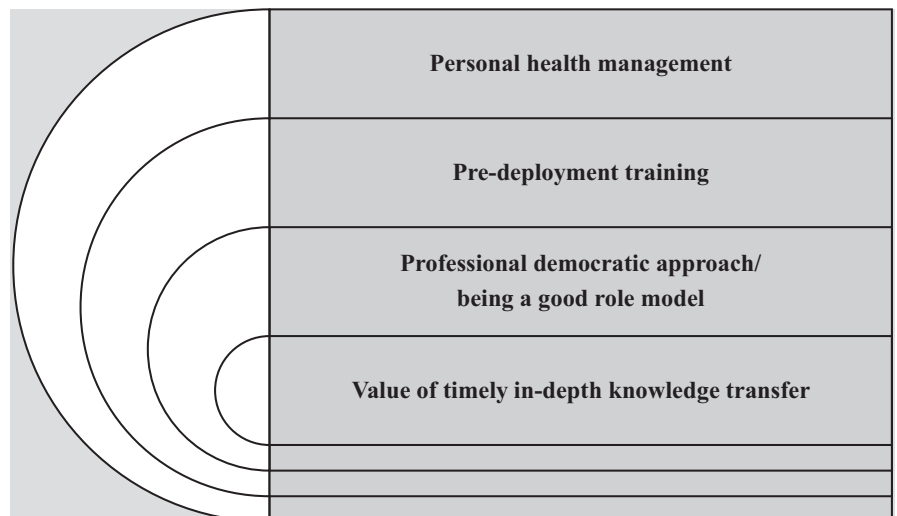 Personal health management
Pre-deployment training
Professional democratic approach/
being a good role model
Value of timely in-depth knowledge transfer